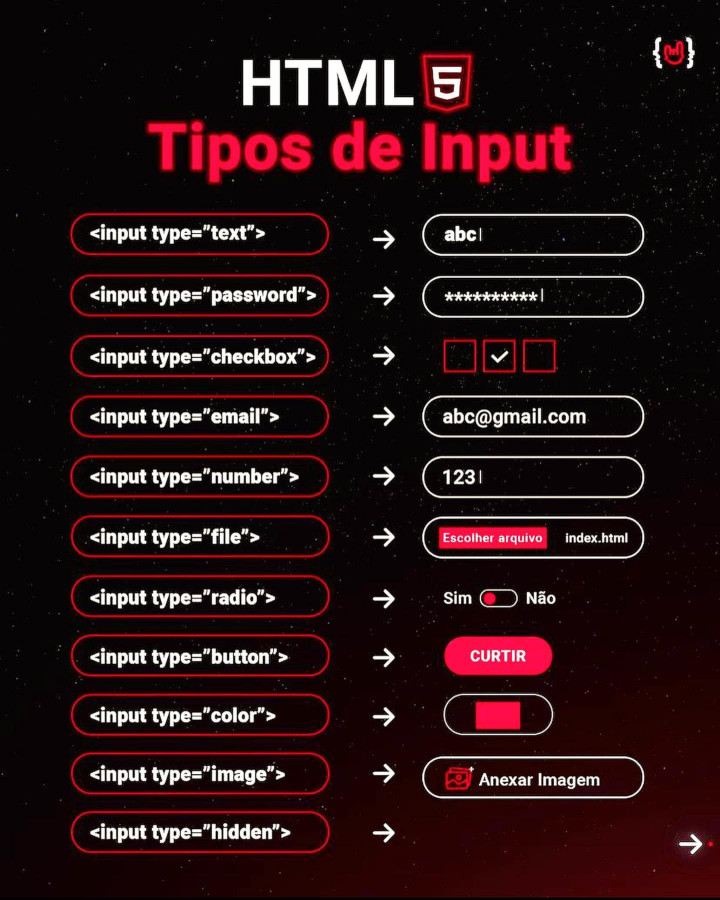 HTML 5
Tipos de Input
<input type=”text”> → abc
<input type=”password”> → **********
<input type=”checkbox”> →
<input type=”email”> → abc@gmail.com
<input type=”number”> → 123
<input type=”file”> → Escolher arquivo index.html
<input type=”radio”> → Sim Não
<input type=”button”> → CURTIR
<input type=”color”> →
<input type=”image”> → Anexar Imagem
<input type=”hidden”> →